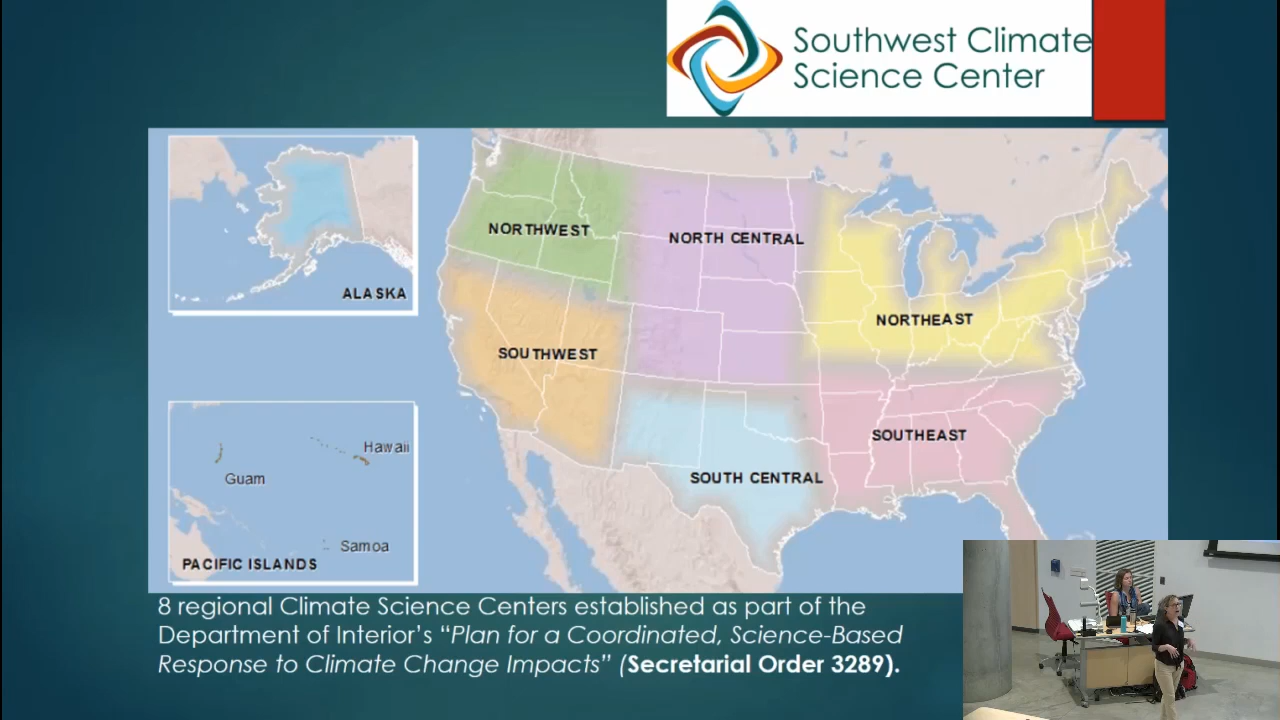 Southwest Climate
Science Center
NORTHWEST
NORTH CENTRAL
ALASKA
NORTHEAST
SOUTHWEST
SOUTHEAST
Hawaii
Guam
SOUTH CENTRAL
Samoa
PACIFIC ISLANDS
8 regional Climate Science Centers established as part of the
Department of Interior's “Plan for a Coordinated, Science-Based
Response to Climate Change Impacts” (Secretarial Order 3289).